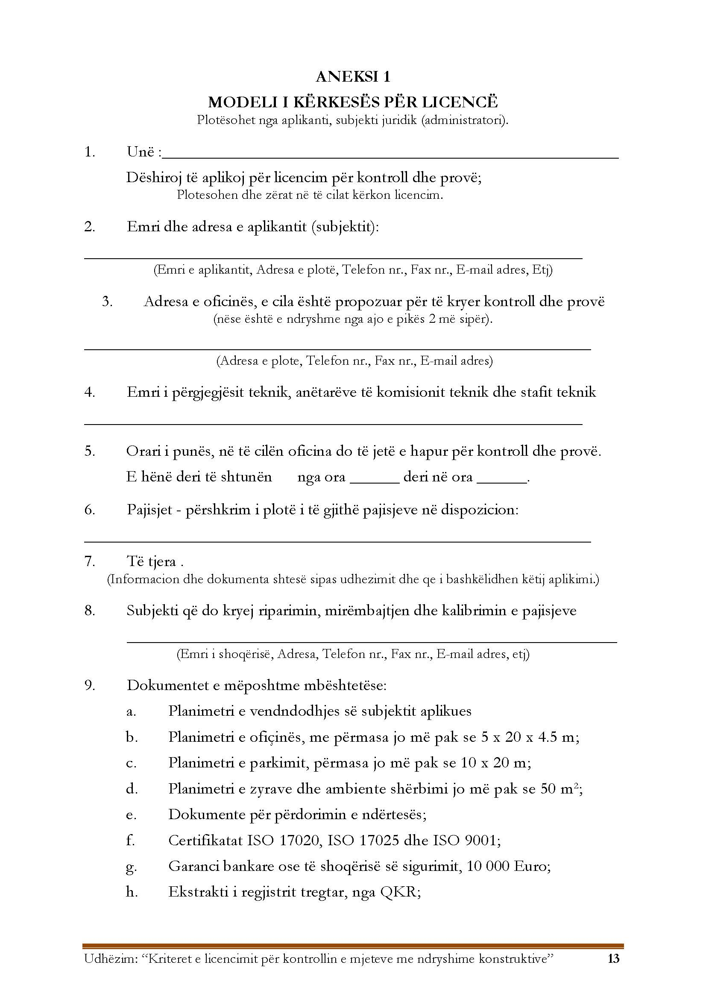 ANEKSI 1
MODELI I KËRKESËS PËR LICENCË
Plotësohet nga aplikanti, subjekti juridik (administratori).
1. Unë :
Dëshiroj të aplikoj për licencim për kontroll dhe provë;
Plotesohen dhe zërat në të cilat kërkon licencim.
2. Emri dhe adresa e aplikantit (subjektit):
(Emri e aplikantit, Adresa e plotë, Telefon nr., Fax nr., E-mail adres, Etj)
3. Adresa e oficinës, e cila është propozuar për të kryer kontroll dhe provë
(nëse është e ndryshme nga ajo e pikës 2 më sipër).
(Adresa e plote, Telefon nr., Fax nr., E-mail adres)
4. Emri i përgjegjësit teknik, anëtarëve të komisionit teknik dhe stafit teknik
5. Orari i punës, në të cilën oficina do të jetë e hapur për kontroll dhe provë.
E hënë deri të shtunën nga ora ______ deri në ora ______.
6. Pajisjet - përshkrim i plotë i të gjithë pajisjeve në dispozicion:
7. Të tjera .
(Informacion dhe dokumenta shtesë sipas udhezimit dhe qe i bashkëlidhen këtij aplikimi.)
8. Subjekti që do kryej riparimin, mirëmbajtjen dhe kalibrimin e pajisjeve
(Emri i shoqërisë, Adresa, Telefon nr., Fax nr., E-mail adres, etj)
9. Dokumentet e mëposhtme mbështetëse:
a. Planimetri e vendndodhjes së subjektit aplikues
b. Planimetri e ofiçinës, me përmasa jo më pak se 5 x 20 x 4.5 m;
c. Planimetri e parkimit, përmasa jo më pak se 10 x 20 m;
d. Planimetri e zyrave dhe ambiente shërbimi jo më pak se 50 m²;
e. Dokumente për përdorimin e ndërtesës;
f. Certifikatat ISO 17020, ISO 17025 dhe ISO 9001;
g. Garanci bankare ose të shoqërisë së sigurimit, 10 000 Euro;
h. Ekstrakti i regjistrit tregtar, nga QKR;
Udhëzim: “Kriteret e licencimit për kontrollin e mjeteve me ndryshime konstruktive” 13